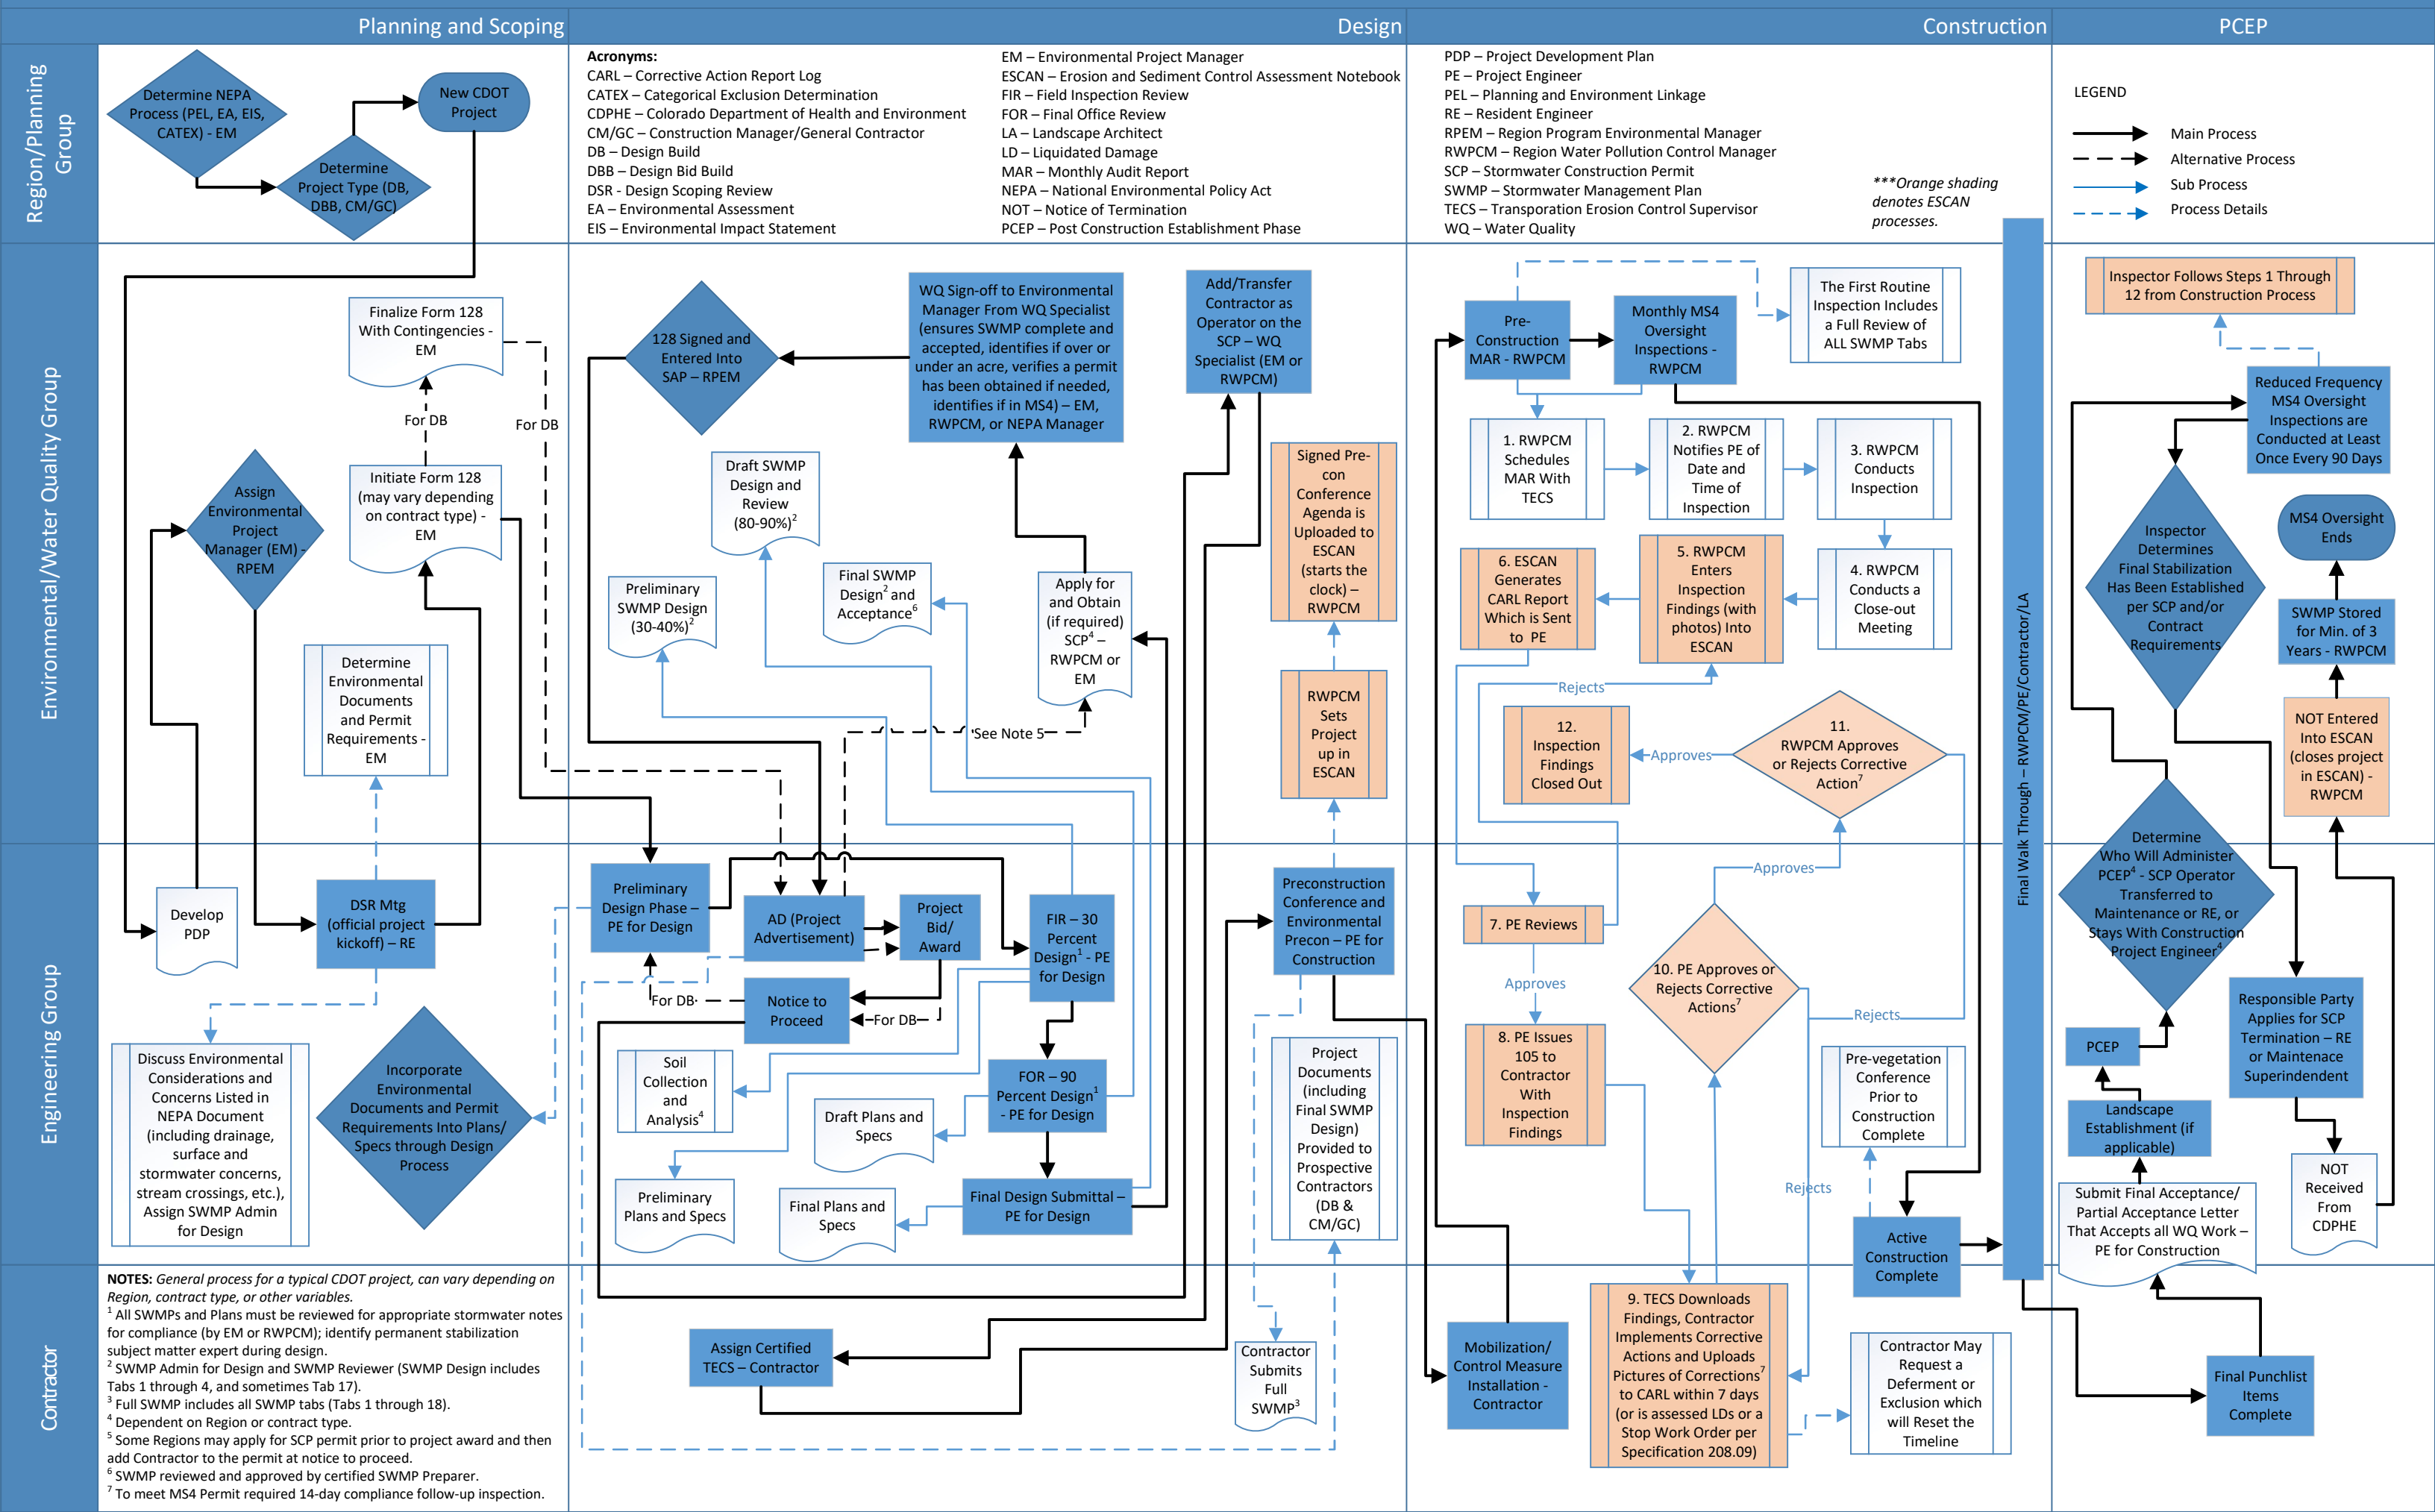 Planning and Scoping
Design
Construction
PCEP
Region/Planning
Group
Determine NEPA
Process (PEL, EA, EIS,
CATEX) - EM
Determine
Project Type (DB,
DBB, CM/GC)
New CDOT
Project
Acronyms:
CARL – Corrective Action Report Log
CATEX – Categorical Exclusion Determination
CDPHE – Colorado Department of Health and Environment
CM/GC – Construction Manager/General Contractor
DB – Design Build
DBB – Design Bid Build
DSR - Design Scoping Review
EA – Environmental Assessment
EIS – Environmental Impact Statement
EM – Environmental Project Manager
ESCAN – Erosion and Sediment Control Assessment Notebook
FIR – Field Inspection Review
FOR – Final Office Review
LA – Landscape Architect
LD – Liquidated Damage
MAR – Monthly Audit Report
NEPA – National Environmental Policy Act
NOT – Notice of Termination
PCEP – Post Construction Establishment Phase
PDP – Project Development Plan
PE – Project Engineer
PEL – Planning and Environment Linkage
RE – Resident Engineer
RPEM – Region Program Environmental Manager
RWPCM – Region Water Pollution Control Manager
SCP – Stormwater Construction Permit
SWMP – Stormwater Management Plan
TECS – Transporation Erosion Control Supervisor
WQ – Water Quality
***Orange shading
denotes ESCAN
processes.
LEGEND
Main Process
Alternative Process
Sub Process
Process Details
Environmental/Water Quality Group
Finalize Form 128
With Contingencies -
EM
For DB
For DB
Initiate Form 128
(may vary depending
on contract type) -
EM
Assign
Environmental
Project
Manager (EM) -
RPEM
Determine
Environmental
Documents
and Permit
Requirements -
EM
128 Signed and
Entered Into
SAP – RPEM
WQ Sign-off to Environmental
Manager From WQ Specialist
(ensures SWMP complete and
accepted, identifies if over or
under an acre, verifies a permit
has been obtained if needed,
identifies if in MS4) – EM,
RWPCM, or NEPA Manager
Add/Transfer
Contractor as
Operator on the
SCP – WQ
Specialist (EM or
RWPCM)
Draft SWMP
Design and
Review
(80-90%)2
Preliminary
SWMP Design
(30-40%)2
Final SWMP
Design2 and
Acceptance6
Apply for
and Obtain
(if required)
SCP4 –
RWPCM or
EM
See Note 5
Signed Pre-
con
Conference
Agenda is
Uploaded to
ESCAN
(starts the
clock) –
RWPCM
RWPCM
Sets
Project
up in
ESCAN
Pre-
Construction
MAR - RWPCM
Monthly MS4
Oversight
Inspections -
RWPCM
The First Routine
Inspection Includes
a Full Review of
ALL SWMP Tabs
1. RWPCM
Schedules
MAR With
TECS
2. RWPCM
Notifies PE of
Date and
Time of
Inspection
3. RWPCM
Conducts
Inspection
6. ESCAN
Generates
CARL Report
Which is Sent
to PE
5. RWPCM
Enters
Inspection
Findings (with
photos) Into
ESCAN
4. RWPCM
Conducts a
Close-out
Meeting
Rejects
12.
Inspection
Findings
Closed Out
Approves
11.
RWPCM Approves
or Rejects Corrective
Action7
Final Walk Through – RWPCM/PE/Contractor/LA
Inspector Follows Steps 1 Through
12 from Construction Process
Reduced Frequency
MS4 Oversight
Inspections are
Conducted at Least
Once Every 90 Days
Inspector
Determines
Final Stabilization
Has Been Established
per SCP and/or
Contract
Requirements
MS4 Oversight
Ends
SWMP Stored
for Min. of 3
Years - RWPCM
NOT Entered
Into ESCAN
(closes project
in ESCAN) -
RWPCM
Engineering Group
Develop
PDP
DSR Mtg
(official project
kickoff) – RE
Discuss Environmental
Considerations and
Concerns Listed in
NEPA Document
(including drainage,
surface and
stormwater concerns,
stream crossings, etc.),
Assign SWMP Admin
for Design
Incorporate
Environmental
Documents and Permit
Requirements Into Plans/
Specs through Design
Process
Preliminary
Design Phase –
PE for Design
AD (Project
Advertisement)
Project
Bid/
Award
FIR – 30
Percent
Design1 - PE
for Design
For DB
Notice to
Proceed
For DB
Soil
Collection
and
Analysis4
FOR – 90
Percent Design1
- PE for Design
Draft Plans and
Specs
Preliminary
Plans and Specs
Final Plans and
Specs
Final Design Submittal –
PE for Design
Preconstruction
Conference and
Environmental
Precon – PE for
Construction
Project
Documents
(including
Final SWMP
Design)
Provided to
Prospective
Contractors
(DB &
CM/GC)
7. PE Reviews
Approves
8. PE Issues
105 to
Contractor
With
Inspection
Findings
Approves
10. PE Approves or
Rejects Corrective
Actions7
Rejects
Rejects
Pre-vegetation
Conference
Prior to
Construction
Complete
Active
Construction
Complete
Determine
Who Will Administer
PCEP4 - SCP Operator
Transferred to
Maintenance or RE, or
Stays With Construction
Project Engineer4
PCEP
Landscape
Establishment (if
applicable)
Submit Final Acceptance/
Partial Acceptance Letter
That Accepts all WQ Work –
PE for Construction
Responsible Party
Applies for SCP
Termination – RE
or Maintenace
Superindendent
NOT
Received
From
CDPHE
Contractor
NOTES: General process for a typical CDOT project, can vary depending on
Region, contract type, or other variables.
1 All SWMPs and Plans must be reviewed for appropriate stormwater notes
for compliance (by EM or RWPCM); identify permanent stabilization
subject matter expert during design.
2 SWMP Admin for Design and SWMP Reviewer (SWMP Design includes
Tabs 1 through 4, and sometimes Tab 17).
3 Full SWMP includes all SWMP tabs (Tabs 1 through 18).
4 Dependent on Region or contract type.
5 Some Regions may apply for SCP permit prior to project award and then
add Contractor to the permit at notice to proceed.
6 SWMP reviewed and approved by certified SWMP Preparer.
7 To meet MS4 Permit required 14-day compliance follow-up inspection.
Assign Certified
TECS – Contractor
Contractor
Submits
Full
SWMP3
Mobilization/
Control Measure
Installation -
Contractor
9. TECS Downloads
Findings, Contractor
Implements Corrective
Actions and Uploads
Pictures of Corrections7
to CARL within 7 days
(or is assessed LDs or a
Stop Work Order per
Specification 208.09)
Contractor May
Request a
Deferment or
Exclusion which
will Reset the
Timeline
Final Punchlist
Items
Complete